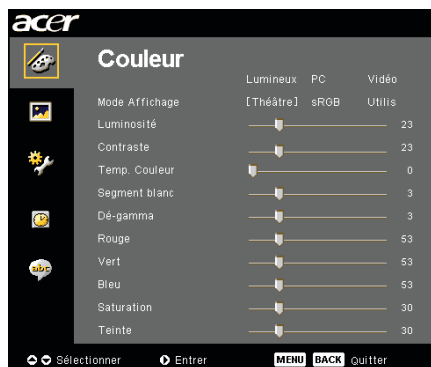 acer
Couleur
Lumineux PC Vidéo
Mode Affichage [Théâtre] sRGB Utilis
Luminosité 23
Contraste 23
Temp. Couleur 0
Segment blanc 3
Dé-gamma 3
Rouge 53
Vert 53
abc
Bleu 53
Saturation 30
Teinte 30
Sélectionner Entrer MENU BACK Quitter